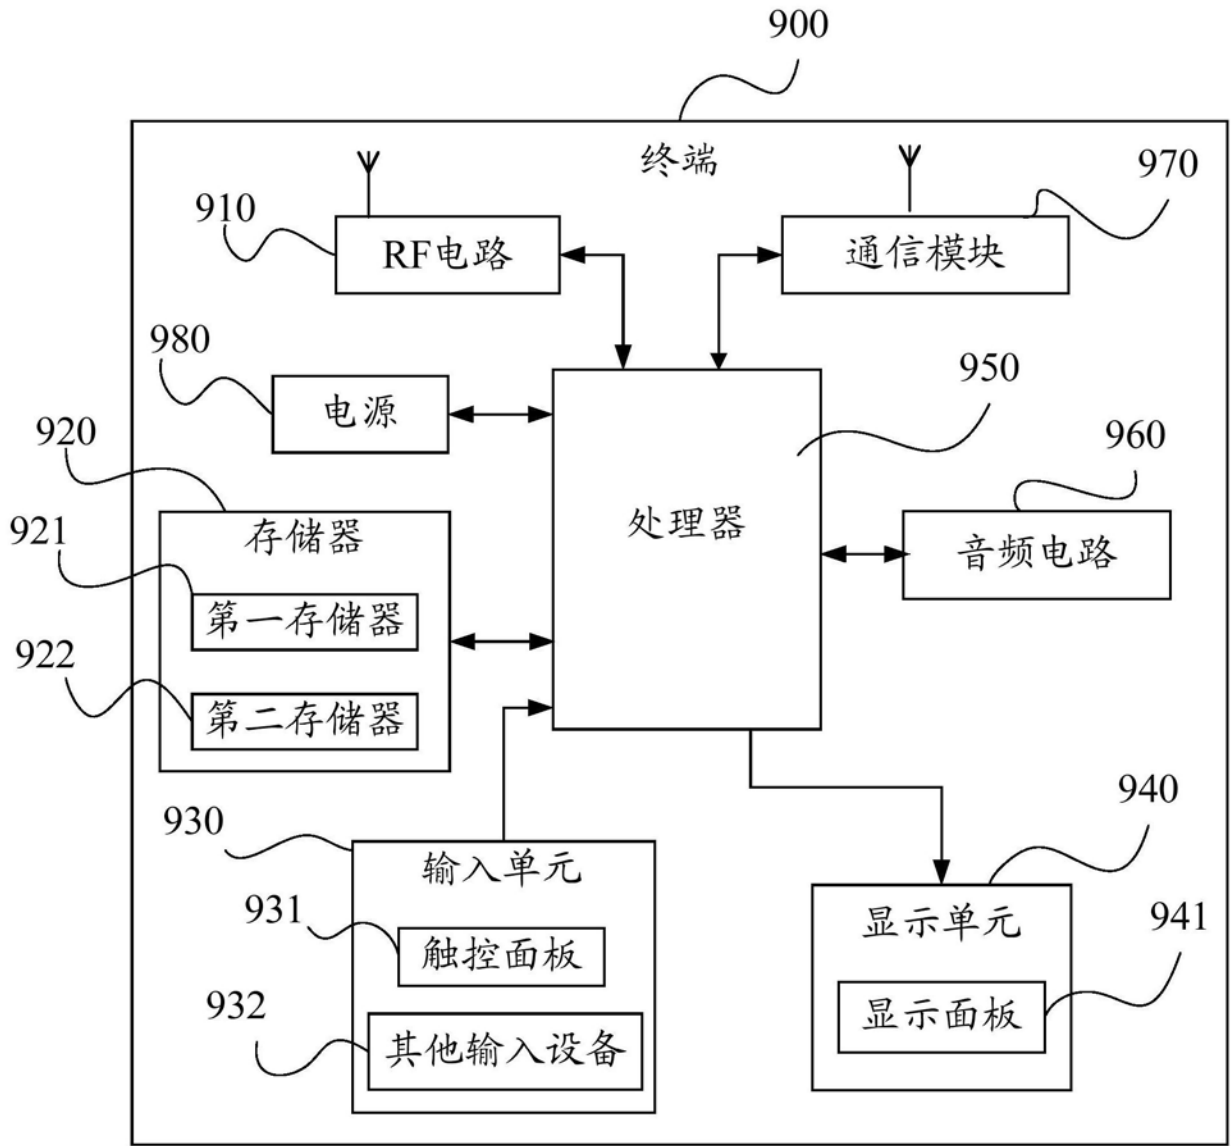 900
终端
970
910
RF电路
通信模块
980
电源
950
920
960
921
存储器
处理器
音频电路
第一存储器
922
第二存储器
930
940
输入单元
931
显示单元
941
触控面板
932
显示面板
其他输入设备